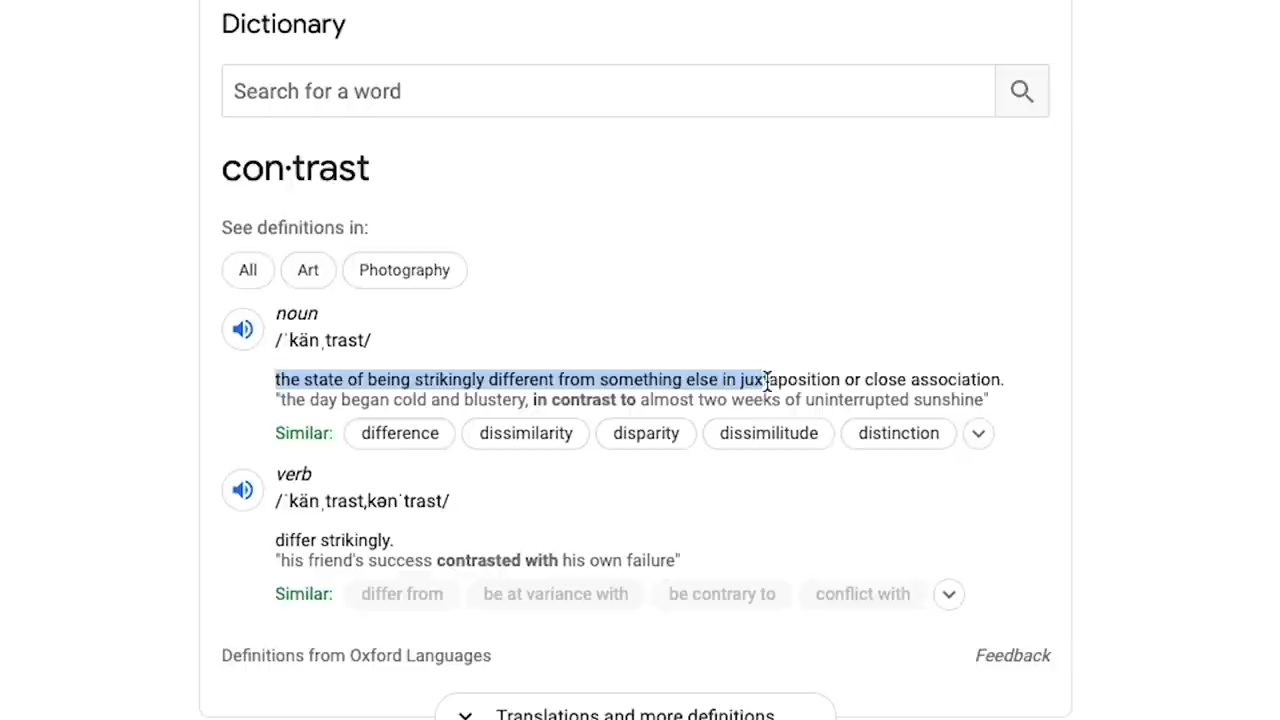 Dictionary
Search for a word
con·trast
See definitions in:
All Art Photography
noun
/ˈkänˌtrast/
the state of being strikingly different from something else in juxtaposition or close association.
"the day began cold and blustery, in contrast to almost two weeks of uninterrupted sunshine"
Similar: difference dissimilarity disparity dissimilitude distinction
verb
/ˈkänˌtrast,kənˈtrast/
differ strikingly.
"his friend's success contrasted with his own failure"
Similar: differ from be at variance with be contrary to conflict with
Definitions from Oxford Languages Feedback
Translations and more definitions